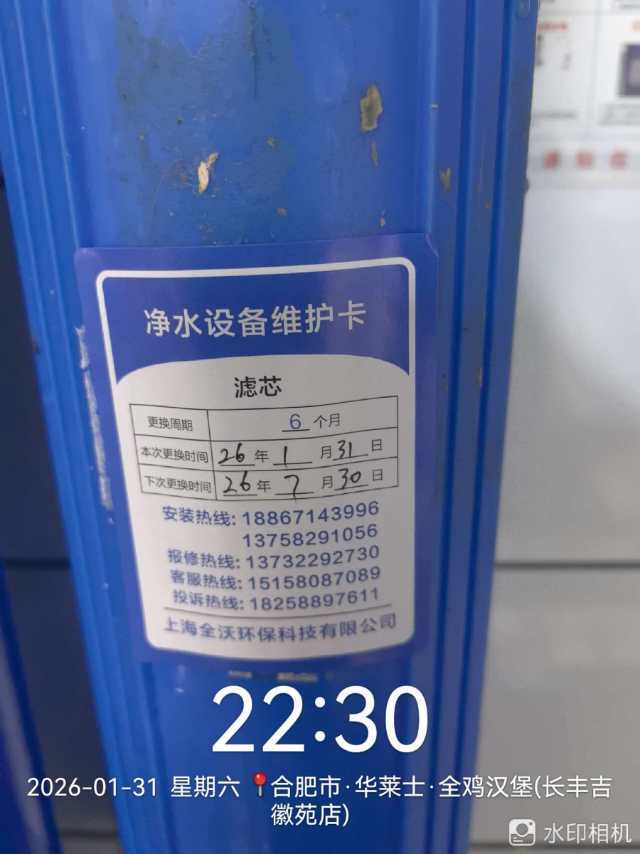 净水设备维护卡
滤芯
更换周期 6 个月
本次更换时间 26 年 1 月 31 日
下次更换时间 26 年 7 月 30 日
安装热线: 18867143996
13758291056
报修热线: 13732292730
客服热线: 15158087089
投诉热线: 18258897611
上海全沃环保科技有限公司
22:30
2026-01-31 星期六 合肥市·华莱士·全鸡汉堡(长丰吉
徽苑店)
水印相机